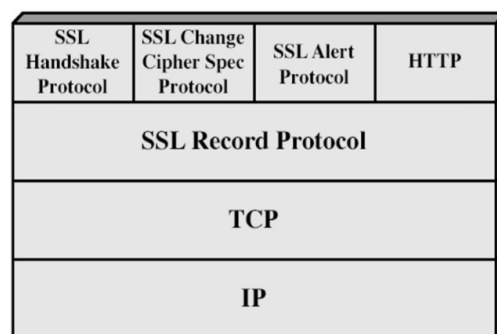 SSL
Handshake
Protocol
SSL Change
Cipher Spec
Protocol
SSL Alert
Protocol
HTTP
SSL Record Protocol
TCP
IP